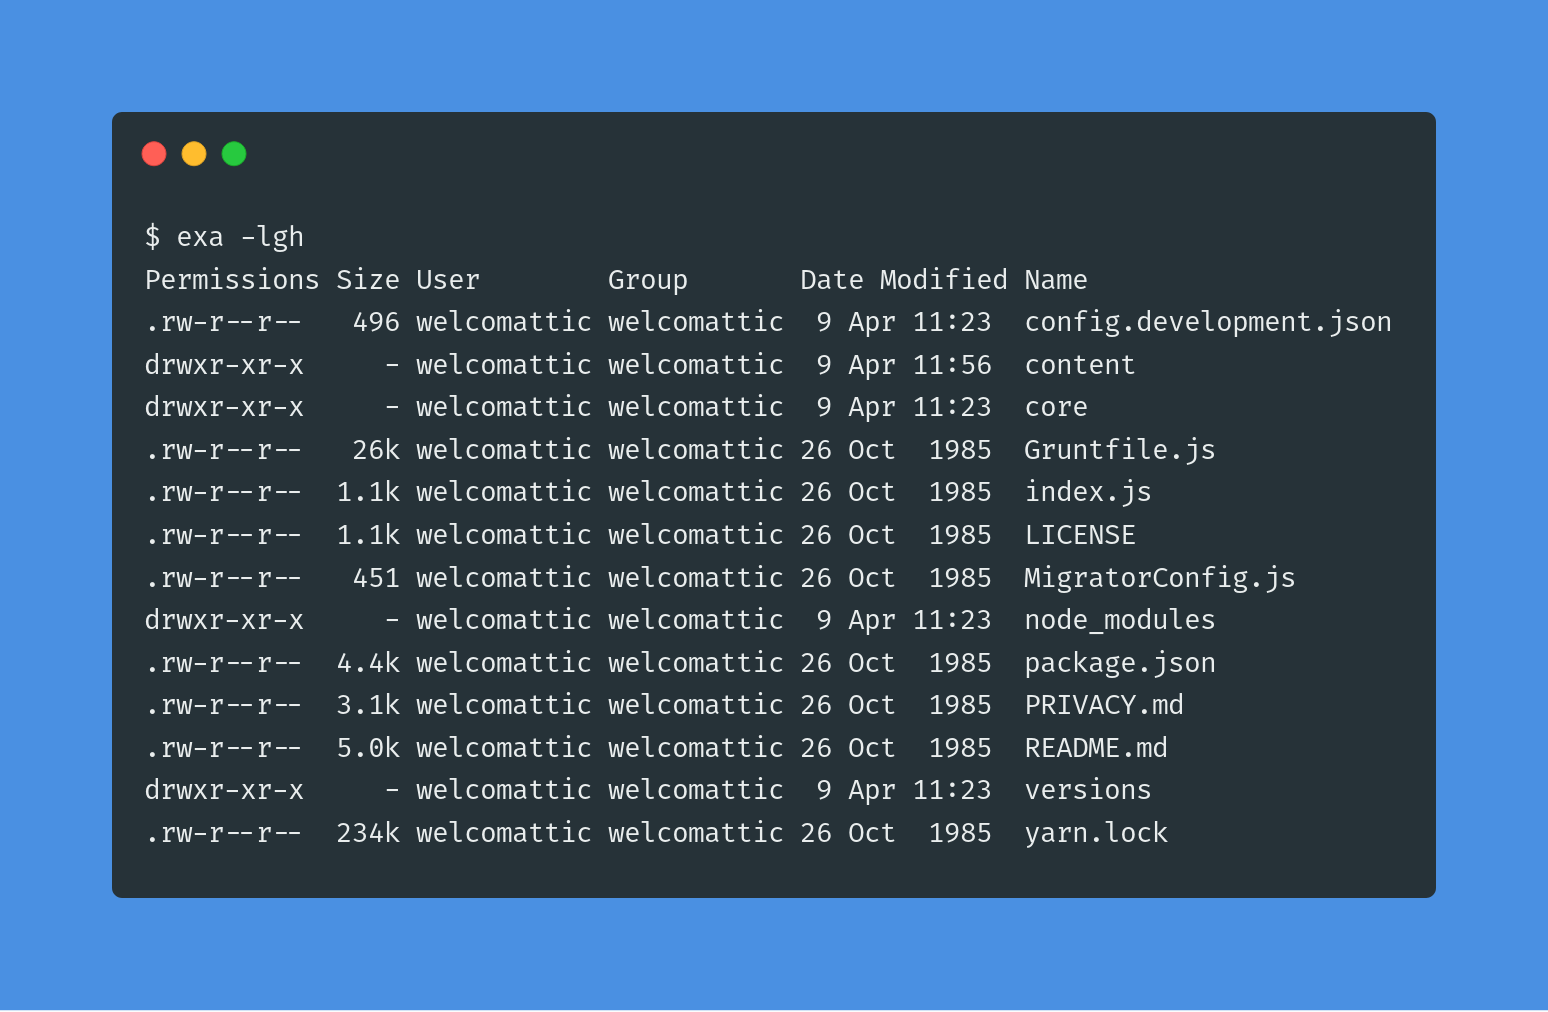 $ exa -lgh
Permissions Size User        Group       Date Modified Name
.rw-r--r--   496 welcomattic welcomattic  9 Apr 11:23  config.development.json
drwxr-xr-x     - welcomattic welcomattic  9 Apr 11:56  content
drwxr-xr-x     - welcomattic welcomattic  9 Apr 11:23  core
.rw-r--r--   26k welcomattic welcomattic 26 Oct  1985  Gruntfile.js
.rw-r--r--  1.1k welcomattic welcomattic 26 Oct  1985  index.js
.rw-r--r--  1.1k welcomattic welcomattic 26 Oct  1985  LICENSE
.rw-r--r--   451 welcomattic welcomattic 26 Oct  1985  MigratorConfig.js
drwxr-xr-x     - welcomattic welcomattic  9 Apr 11:23  node_modules
.rw-r--r--  4.4k welcomattic welcomattic 26 Oct  1985  package.json
.rw-r--r--  3.1k welcomattic welcomattic 26 Oct  1985  PRIVACY.md
.rw-r--r--  5.0k welcomattic welcomattic 26 Oct  1985  README.md
drwxr-xr-x     - welcomattic welcomattic  9 Apr 11:23  versions
.rw-r--r--  234k welcomattic welcomattic 26 Oct  1985  yarn.lock